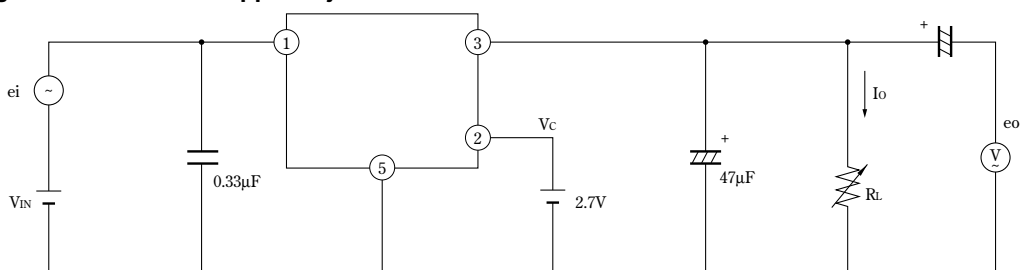 1
3
+
ei
~
IO
VC
eo
2
+
V
~
5
0.33μF
47μF
RL
VIN
2.7V